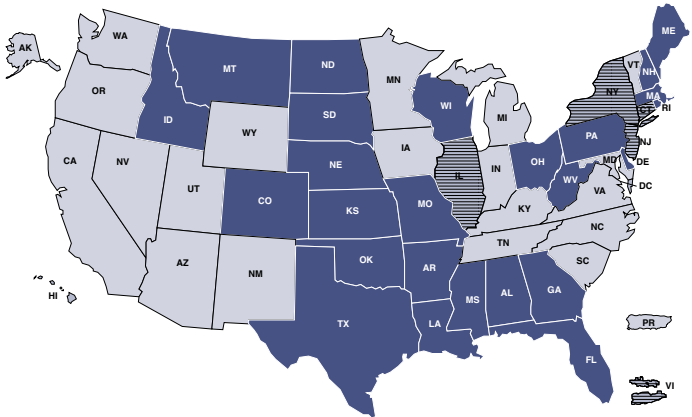 ME
WA
AK
VT
MT
ND
NH
MN
OR
NY
MA
RI
WI
CT
SD
ID
MI
WY
PA
NJ
IA
NE
OH
MD
DE
CA
NV
IN
IL
WV
DC
UT
VA
CO
KY
MO
KS
NC
TN
OK
SC
AZ
AR
NM
GA
AL
MS
HI
TX
LA
PR
FL
VI